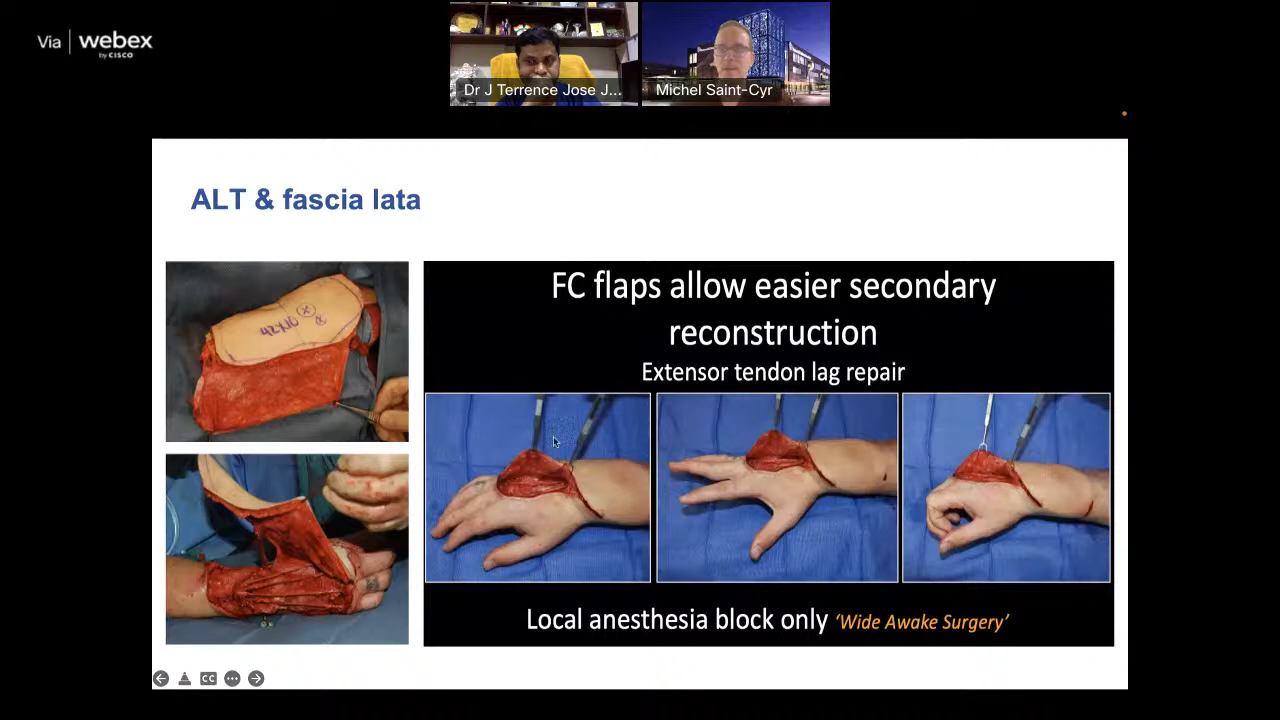 Via | webex
by CISCO
Dr J Terrence Jose J...
Michel Saint-Cyr
ALT & fascia lata
FC flaps allow easier secondary
reconstruction
Extensor tendon lag repair
Local anesthesia block only 'Wide Awake Surgery'
CC